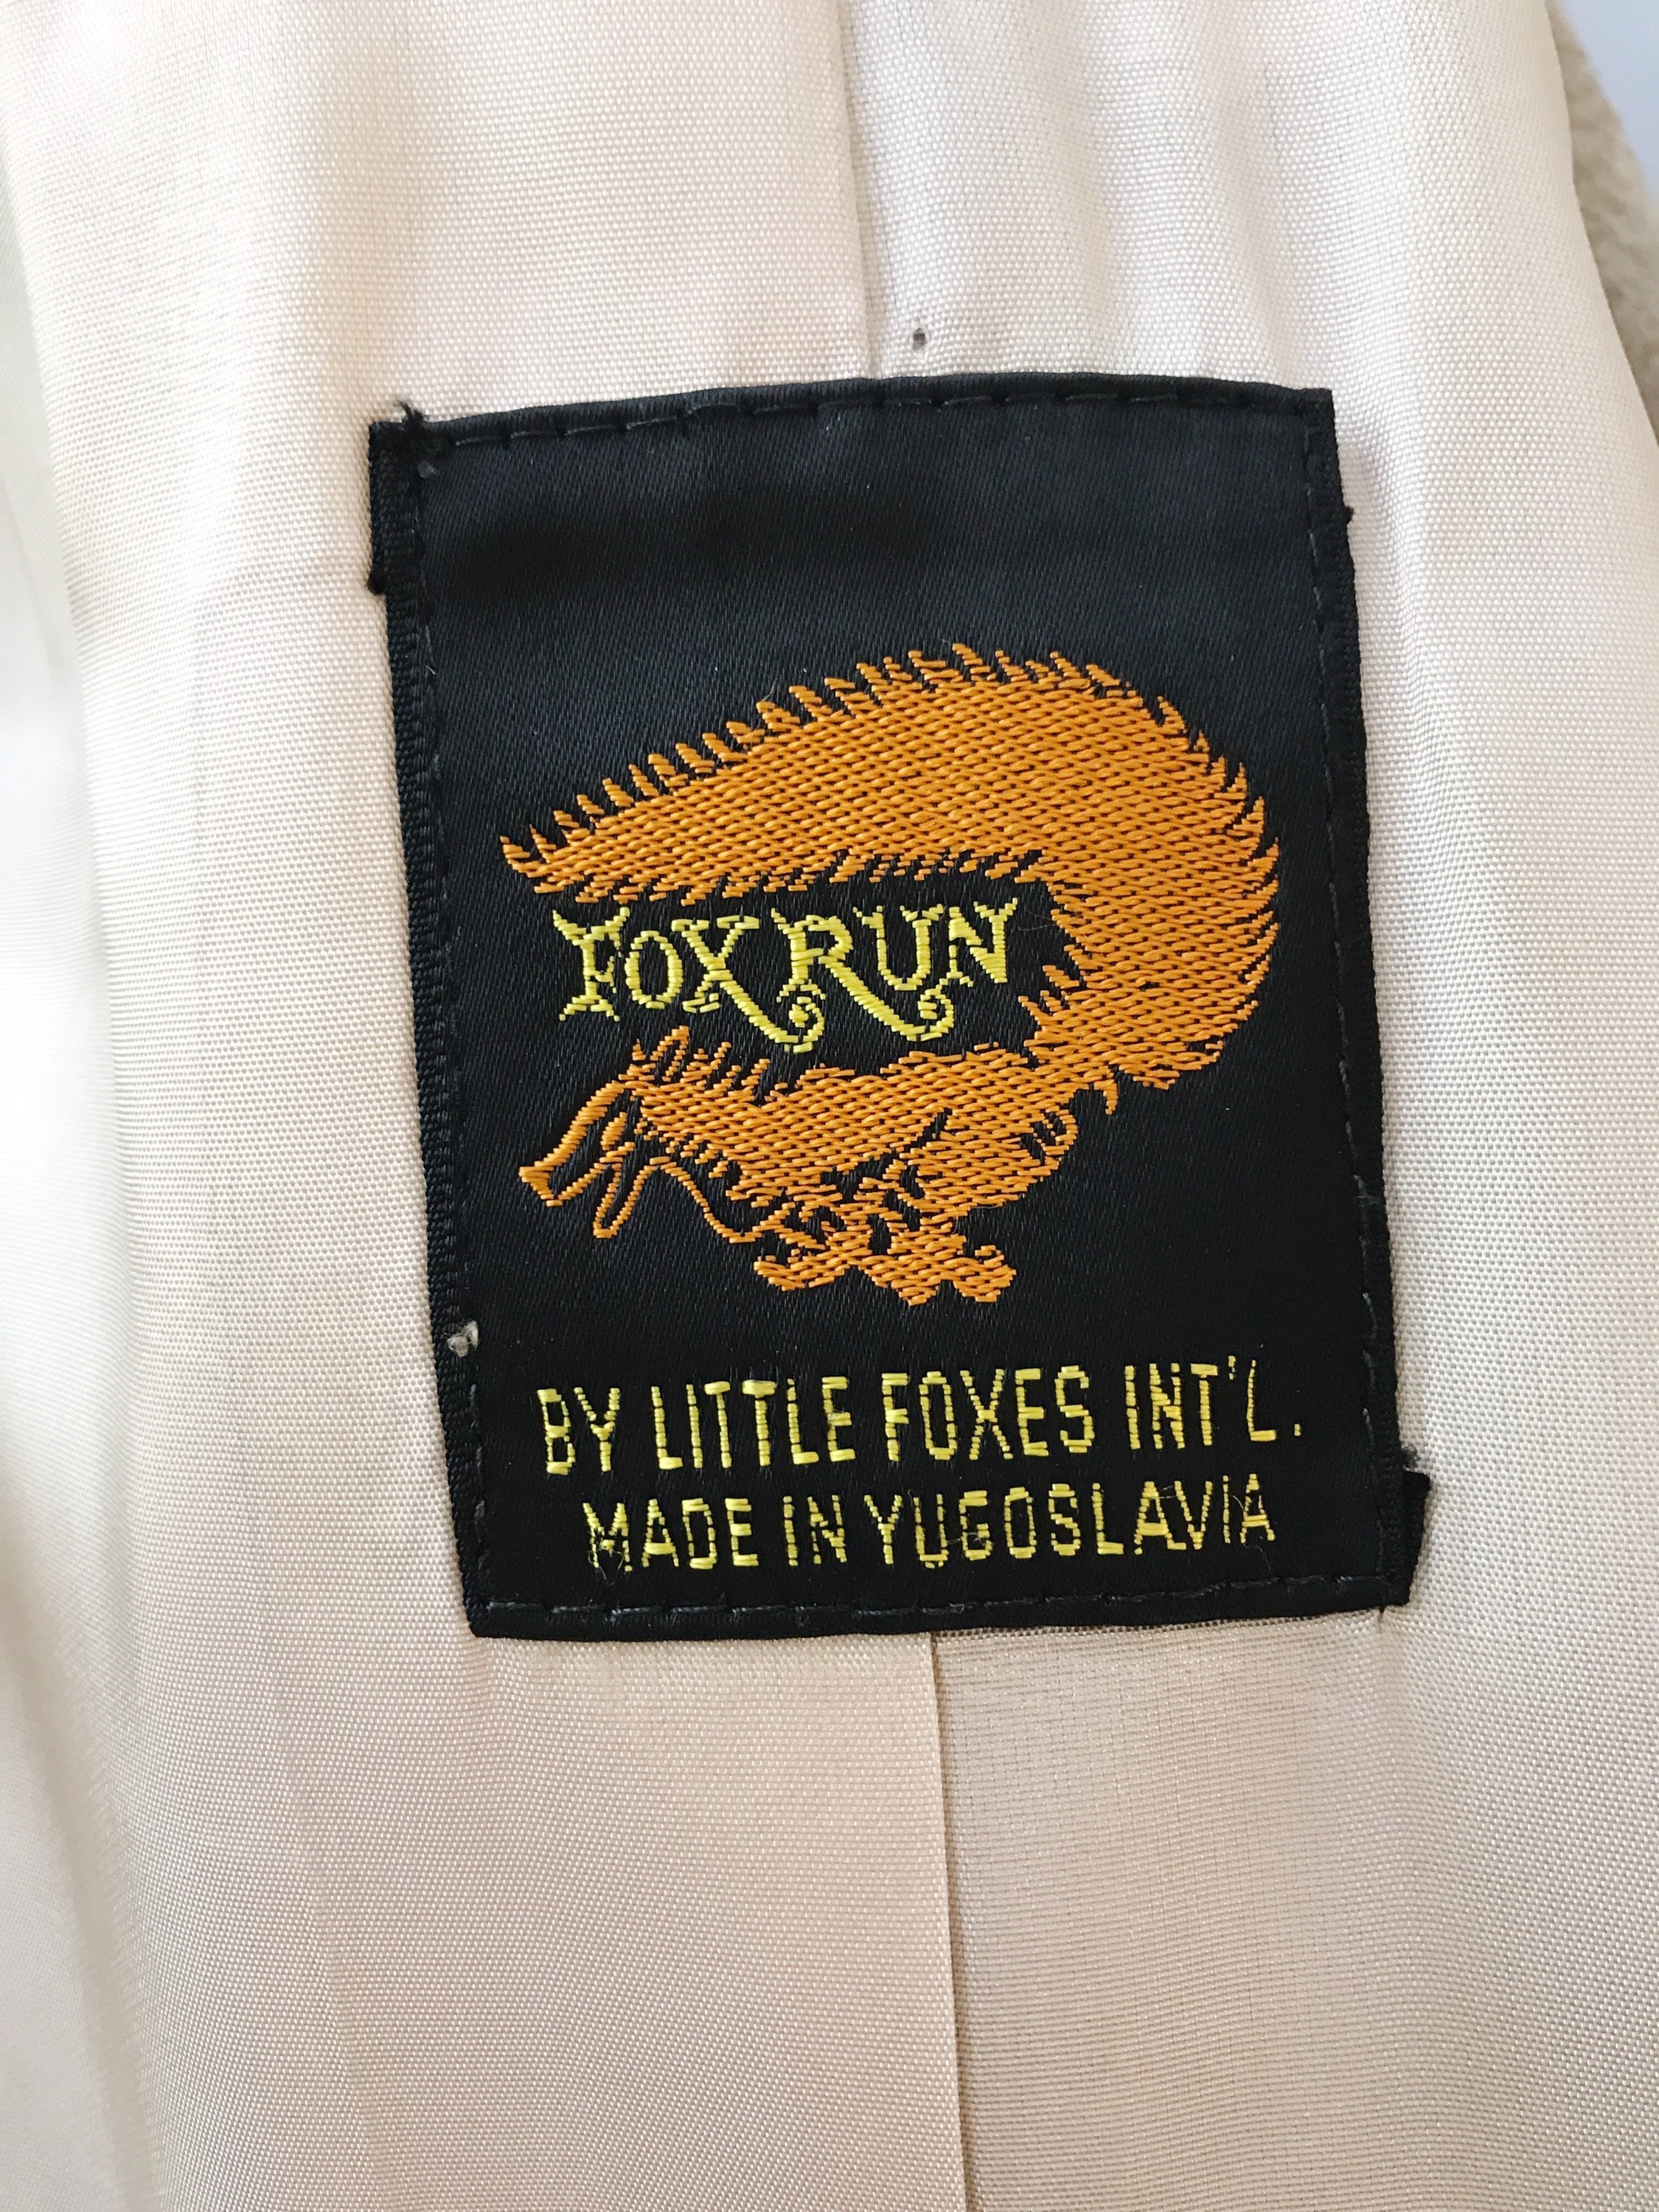 FOX RUN
BY LITTLE FOXES INT'L.
MADE IN YUGOSLAVIA